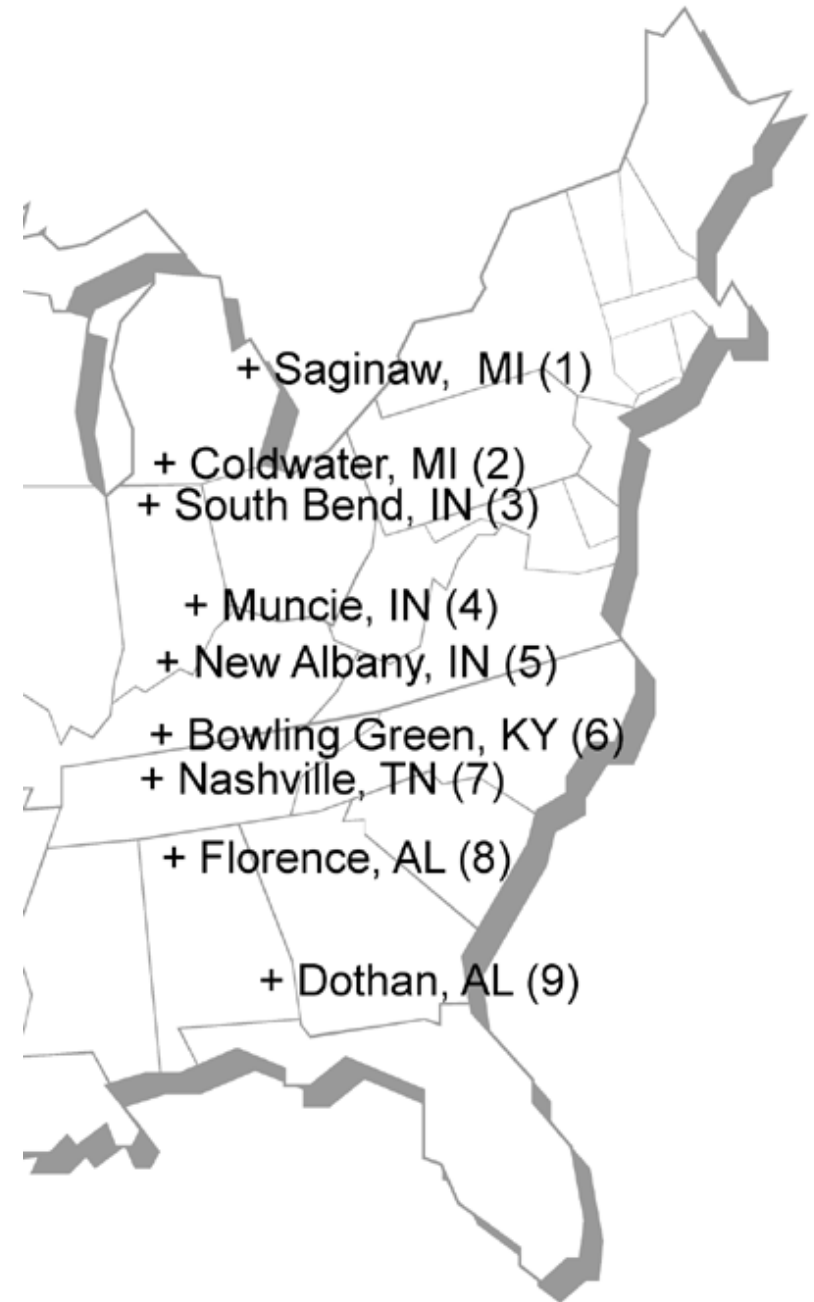 + Saginaw,  MI (1)
+ Coldwater, MI (2)
+ South Bend, IN (3)
+ Muncie, IN (4)
+ New Albany, IN (5)
+ Bowling Green, KY (6)
+ Nashville, TN (7)
+ Florence, AL (8)
+ Dothan, AL (9)